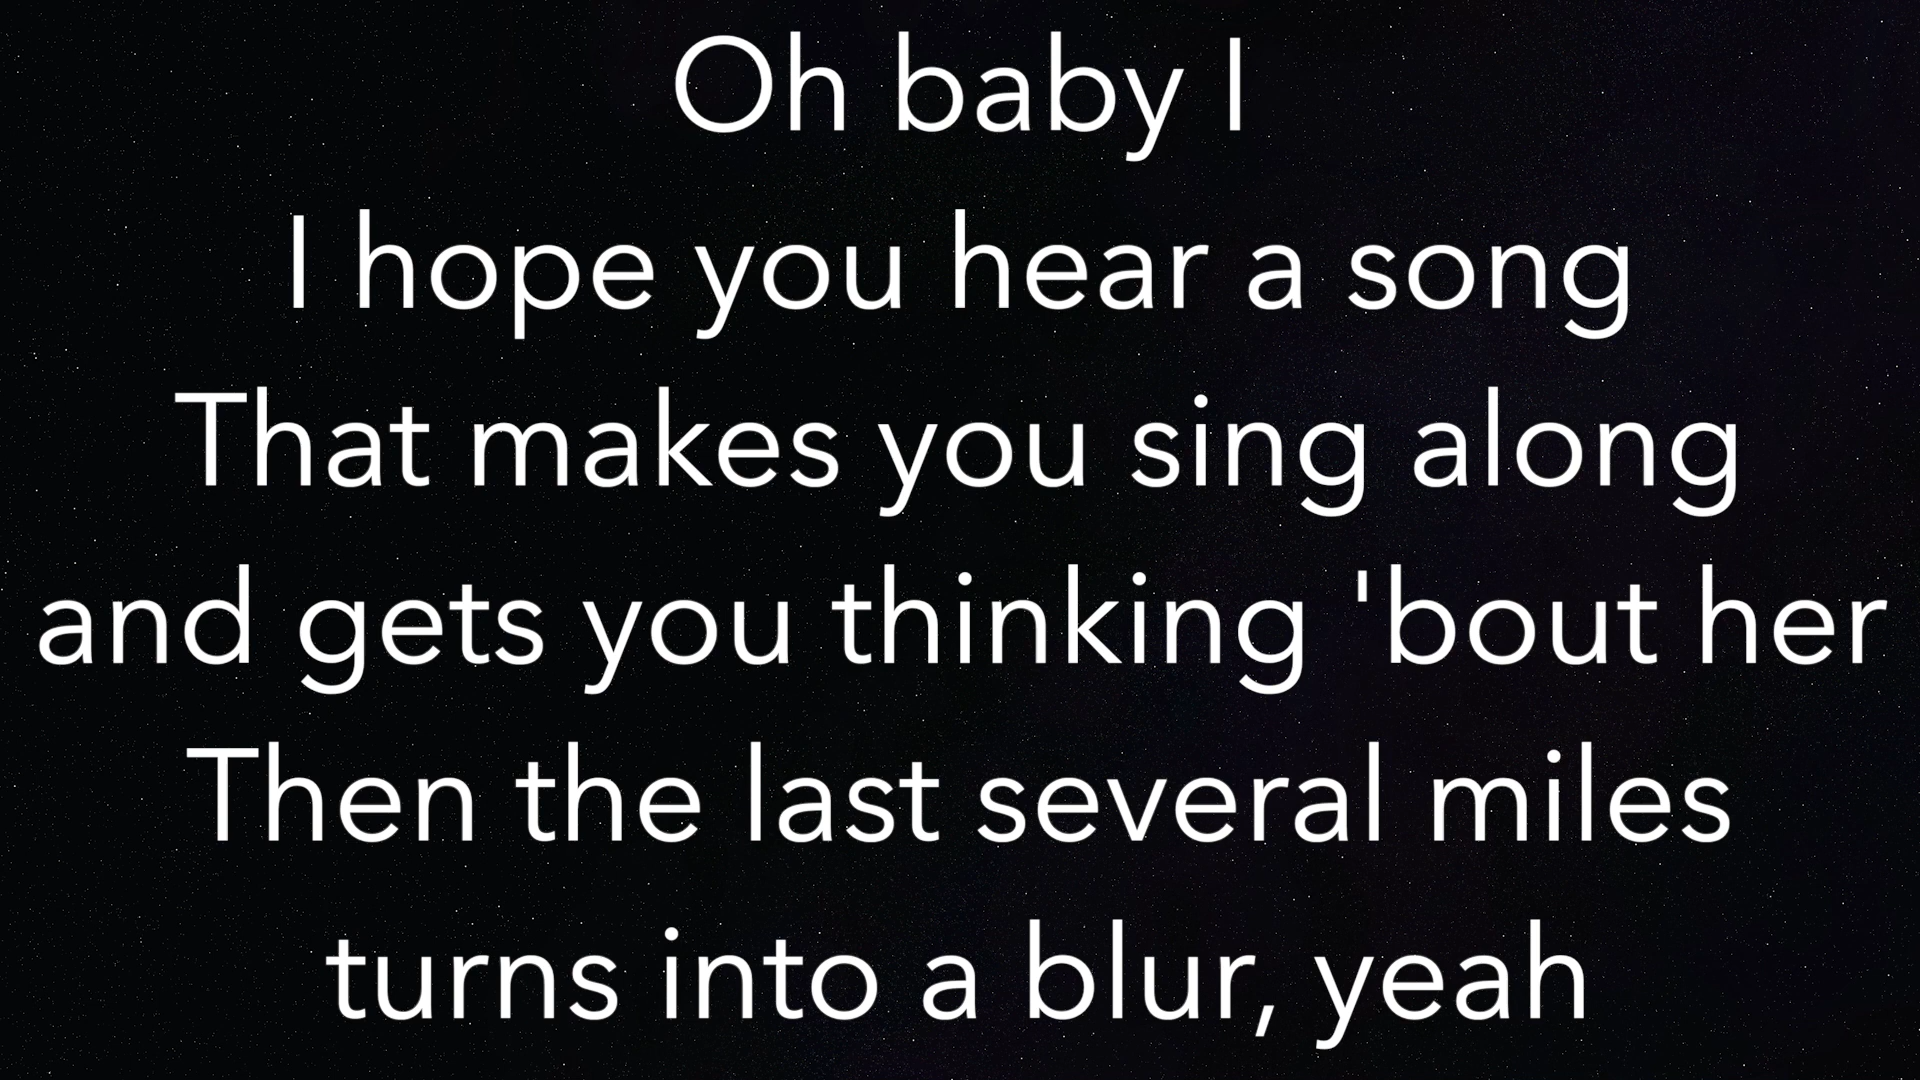 Oh baby I
I hope you hear a song
That makes you sing along
and gets you thinking 'bout her
Then the last several miles
turns into a blur, yeah